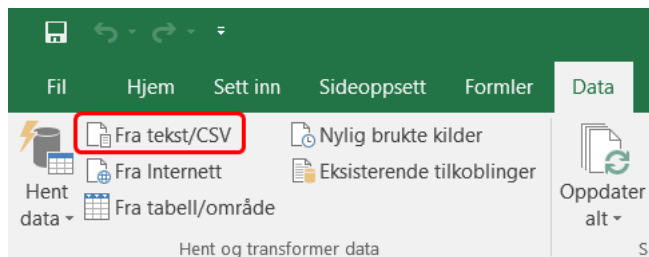 Fil Hjem Sett inn Sideoppsett Formler Data
Fra tekst/CSV Nylig brukte kilder
Fra Internett Eksisterende tilkoblinger
Fra tabell/område
Hent
data
Oppdater
alt
Hent og transformer data S